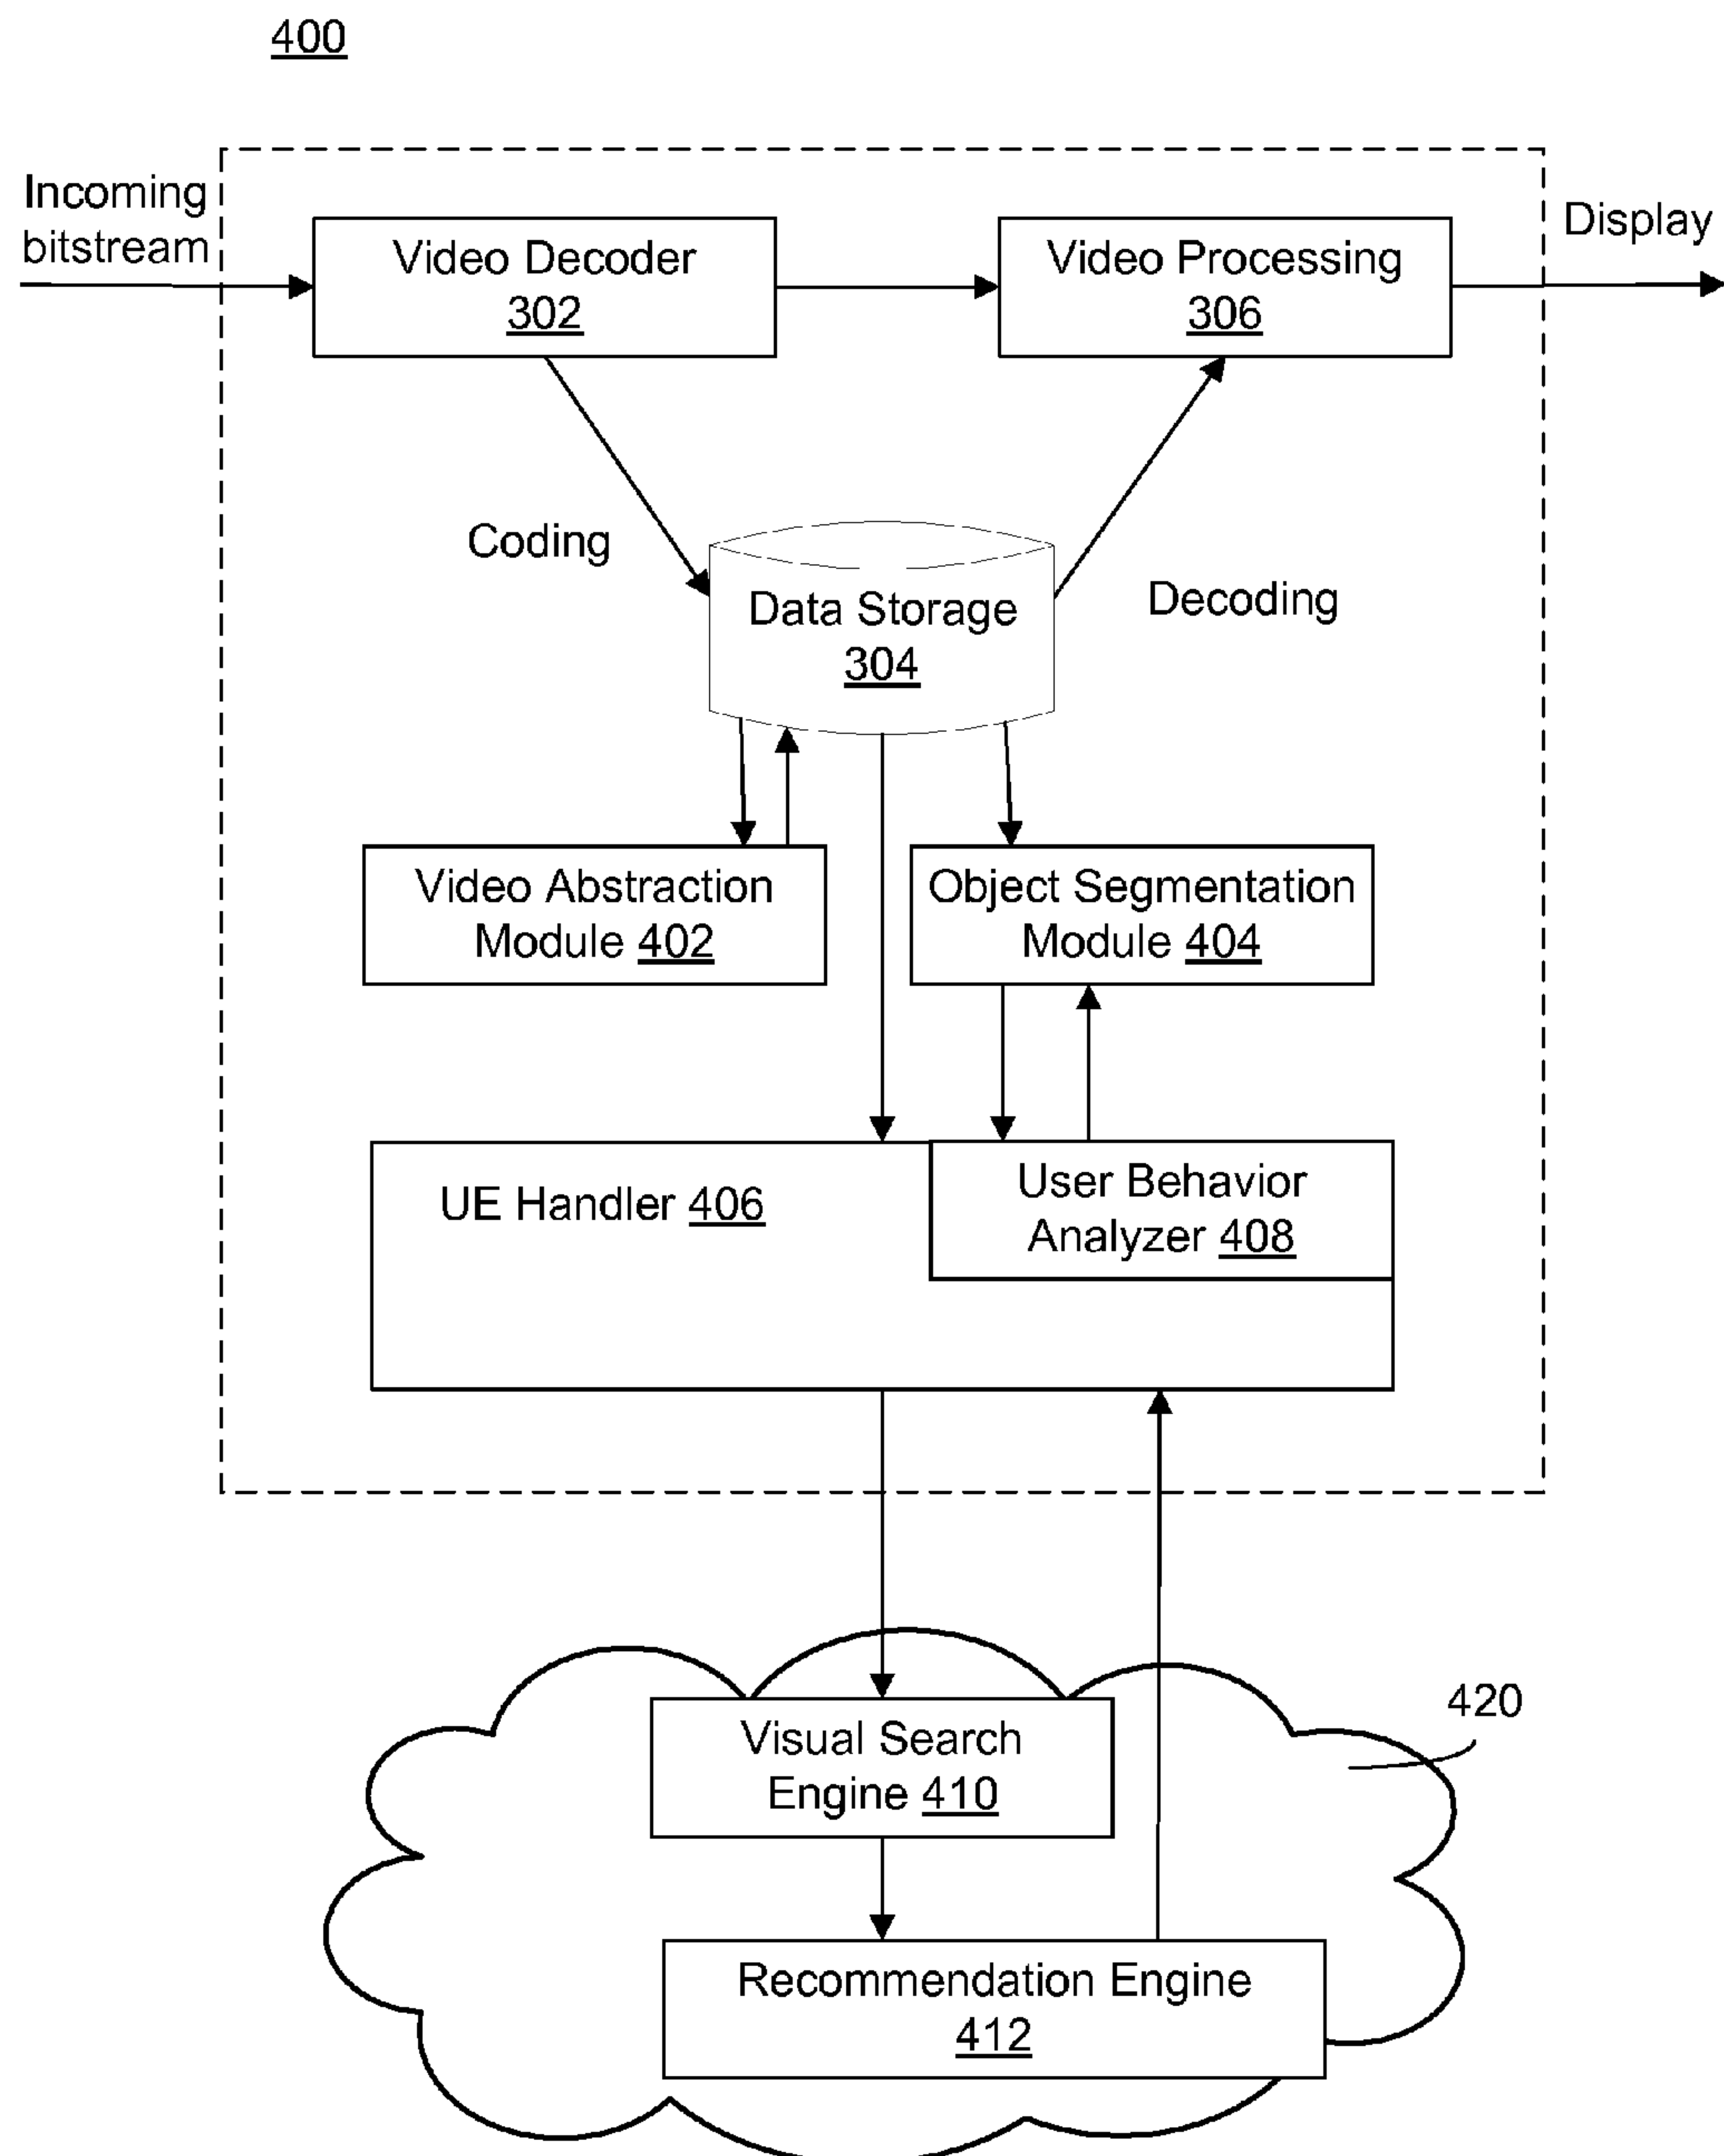 400
Incoming
bitstream
Video Decoder
302
Video Processing
306
Display
Coding
Decoding
Data Storage
304
Video Abstraction
Module 402
Object Segmentation
Module 404
UE Handler 406
User Behavior
Analyzer 408
420
Visual Search
Engine 410
Recommendation Engine
412